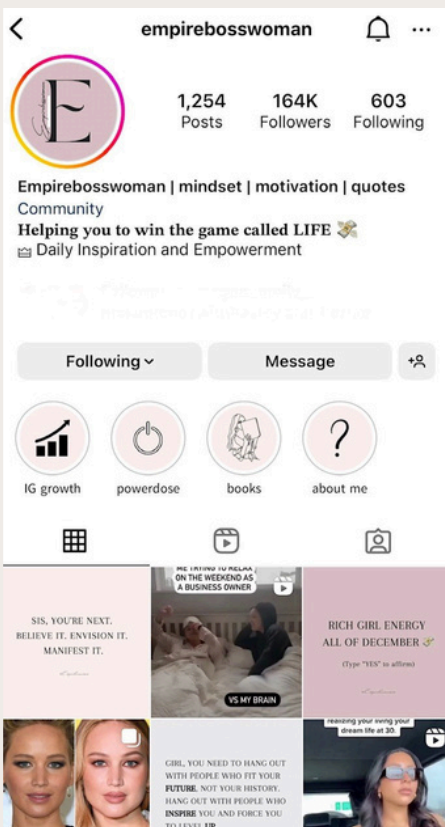 empirebosswoman
E
1,254 164K 603
Posts Followers Following
Empirebosswoman | mindset | motivation | quotes
Community
Helping you to win the game called LIFE 💸
Daily Inspiration and Empowerment
Following Message
IG growth powerdose books about me
?
SIS, YOU'RE NEXT.
BELIEVE IT. ENVISION IT.
MANIFEST IT.
ME TRYING TO RELAX
ON THE WEEKEND AS
A BUSINESS OWNER
VS MY BRAIN
RICH GIRL ENERGY
ALL OF DECEMBER
(Type "YES" to affirm)
GIRL, YOU NEED TO HANG OUT
WITH PEOPLE WHO FIT YOUR
FUTURE, NOT YOUR HISTORY.
HANG OUT WITH PEOPLE WHO
INSPIRE YOU AND FORCE YOU
TO LEVEL UP
realizing your living your
dream life at 30.